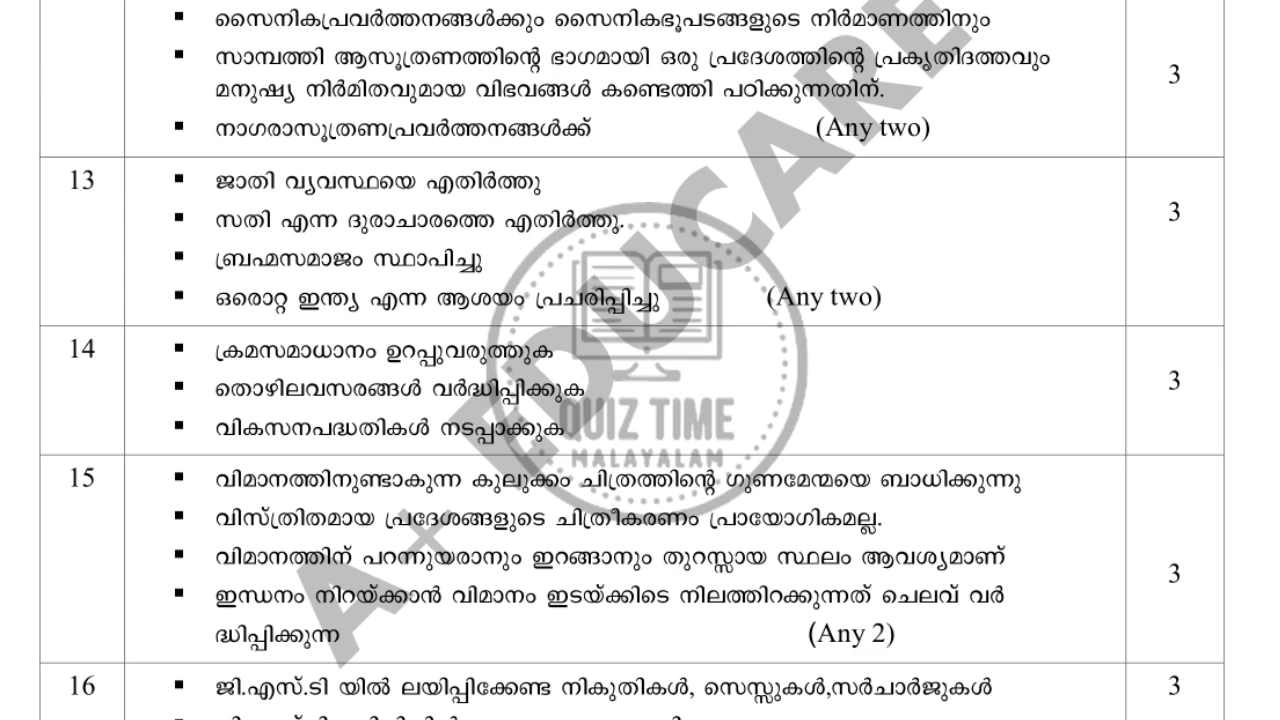 ▪ സൈനികപ്രവർത്തനങ്ങൾക്കും സൈനികഭൂപടങ്ങളുടെ നിർമാണത്തിനും
▪ സാമ്പത്തി ആസൂത്രണത്തിന്റെ ഭാഗമായി ഒരു പ്രദേശത്തിന്റെ പ്രകൃതിദത്തവും
മനുഷ്യ നിർമിതവുമായ വിഭവങ്ങൾ കണ്ടെത്തി പഠിക്കുന്നതിന്. 3
▪ നാഗരാസൂത്രണപ്രവർത്തനങ്ങൾക്ക് (Any two)
13 ▪ ജാതി വ്യവസ്ഥയെ എതിർത്തു
▪ സതി എന്ന ദുരാചാരത്തെ എതിർത്തു. 3
▪ ബ്രഹ്മസമാജം സ്ഥാപിച്ചു
▪ ഒരൊറ്റ ഇന്ത്യ എന്ന ആശയം പ്രചരിപ്പിച്ചു (Any two)
14 ▪ ക്രമസമാധാനം ഉറപ്പുവരുത്തുക
▪ തൊഴിലവസരങ്ങൾ വർദ്ധിപ്പിക്കുക 3
▪ വികസനപദ്ധതികൾ നടപ്പാക്കുക
15 ▪ വിമാനത്തിനുണ്ടാകുന്ന കുലുക്കം ചിത്രത്തിന്റെ ഗുണമേന്മയെ ബാധിക്കുന്നു
▪ വിസ്ത്രിതമായ പ്രദേശങ്ങളുടെ ചിത്രീകരണം പ്രായോഗികമല്ല.
▪ വിമാനത്തിന് പറന്നുയരാനും ഇറങ്ങാനും തുറസ്സായ സ്ഥലം ആവശ്യമാണ് 3
▪ ഇന്ധനം നിറയ്ക്കാൻ വിമാനം ഇടയ്ക്കിടെ നിലത്തിറക്കുന്നത് ചെലവ് വർ
ദ്ധിപ്പിക്കുന്ന (Any 2)
16 ▪ ജി.എസ്.ടി യിൽ ലയിപ്പിക്കേണ്ട നികുതികൾ, സെസ്സുകൾ,സർചാർജുകൾ 3
A+ EDUCARE
QUIZ TIME
MALAYALAM